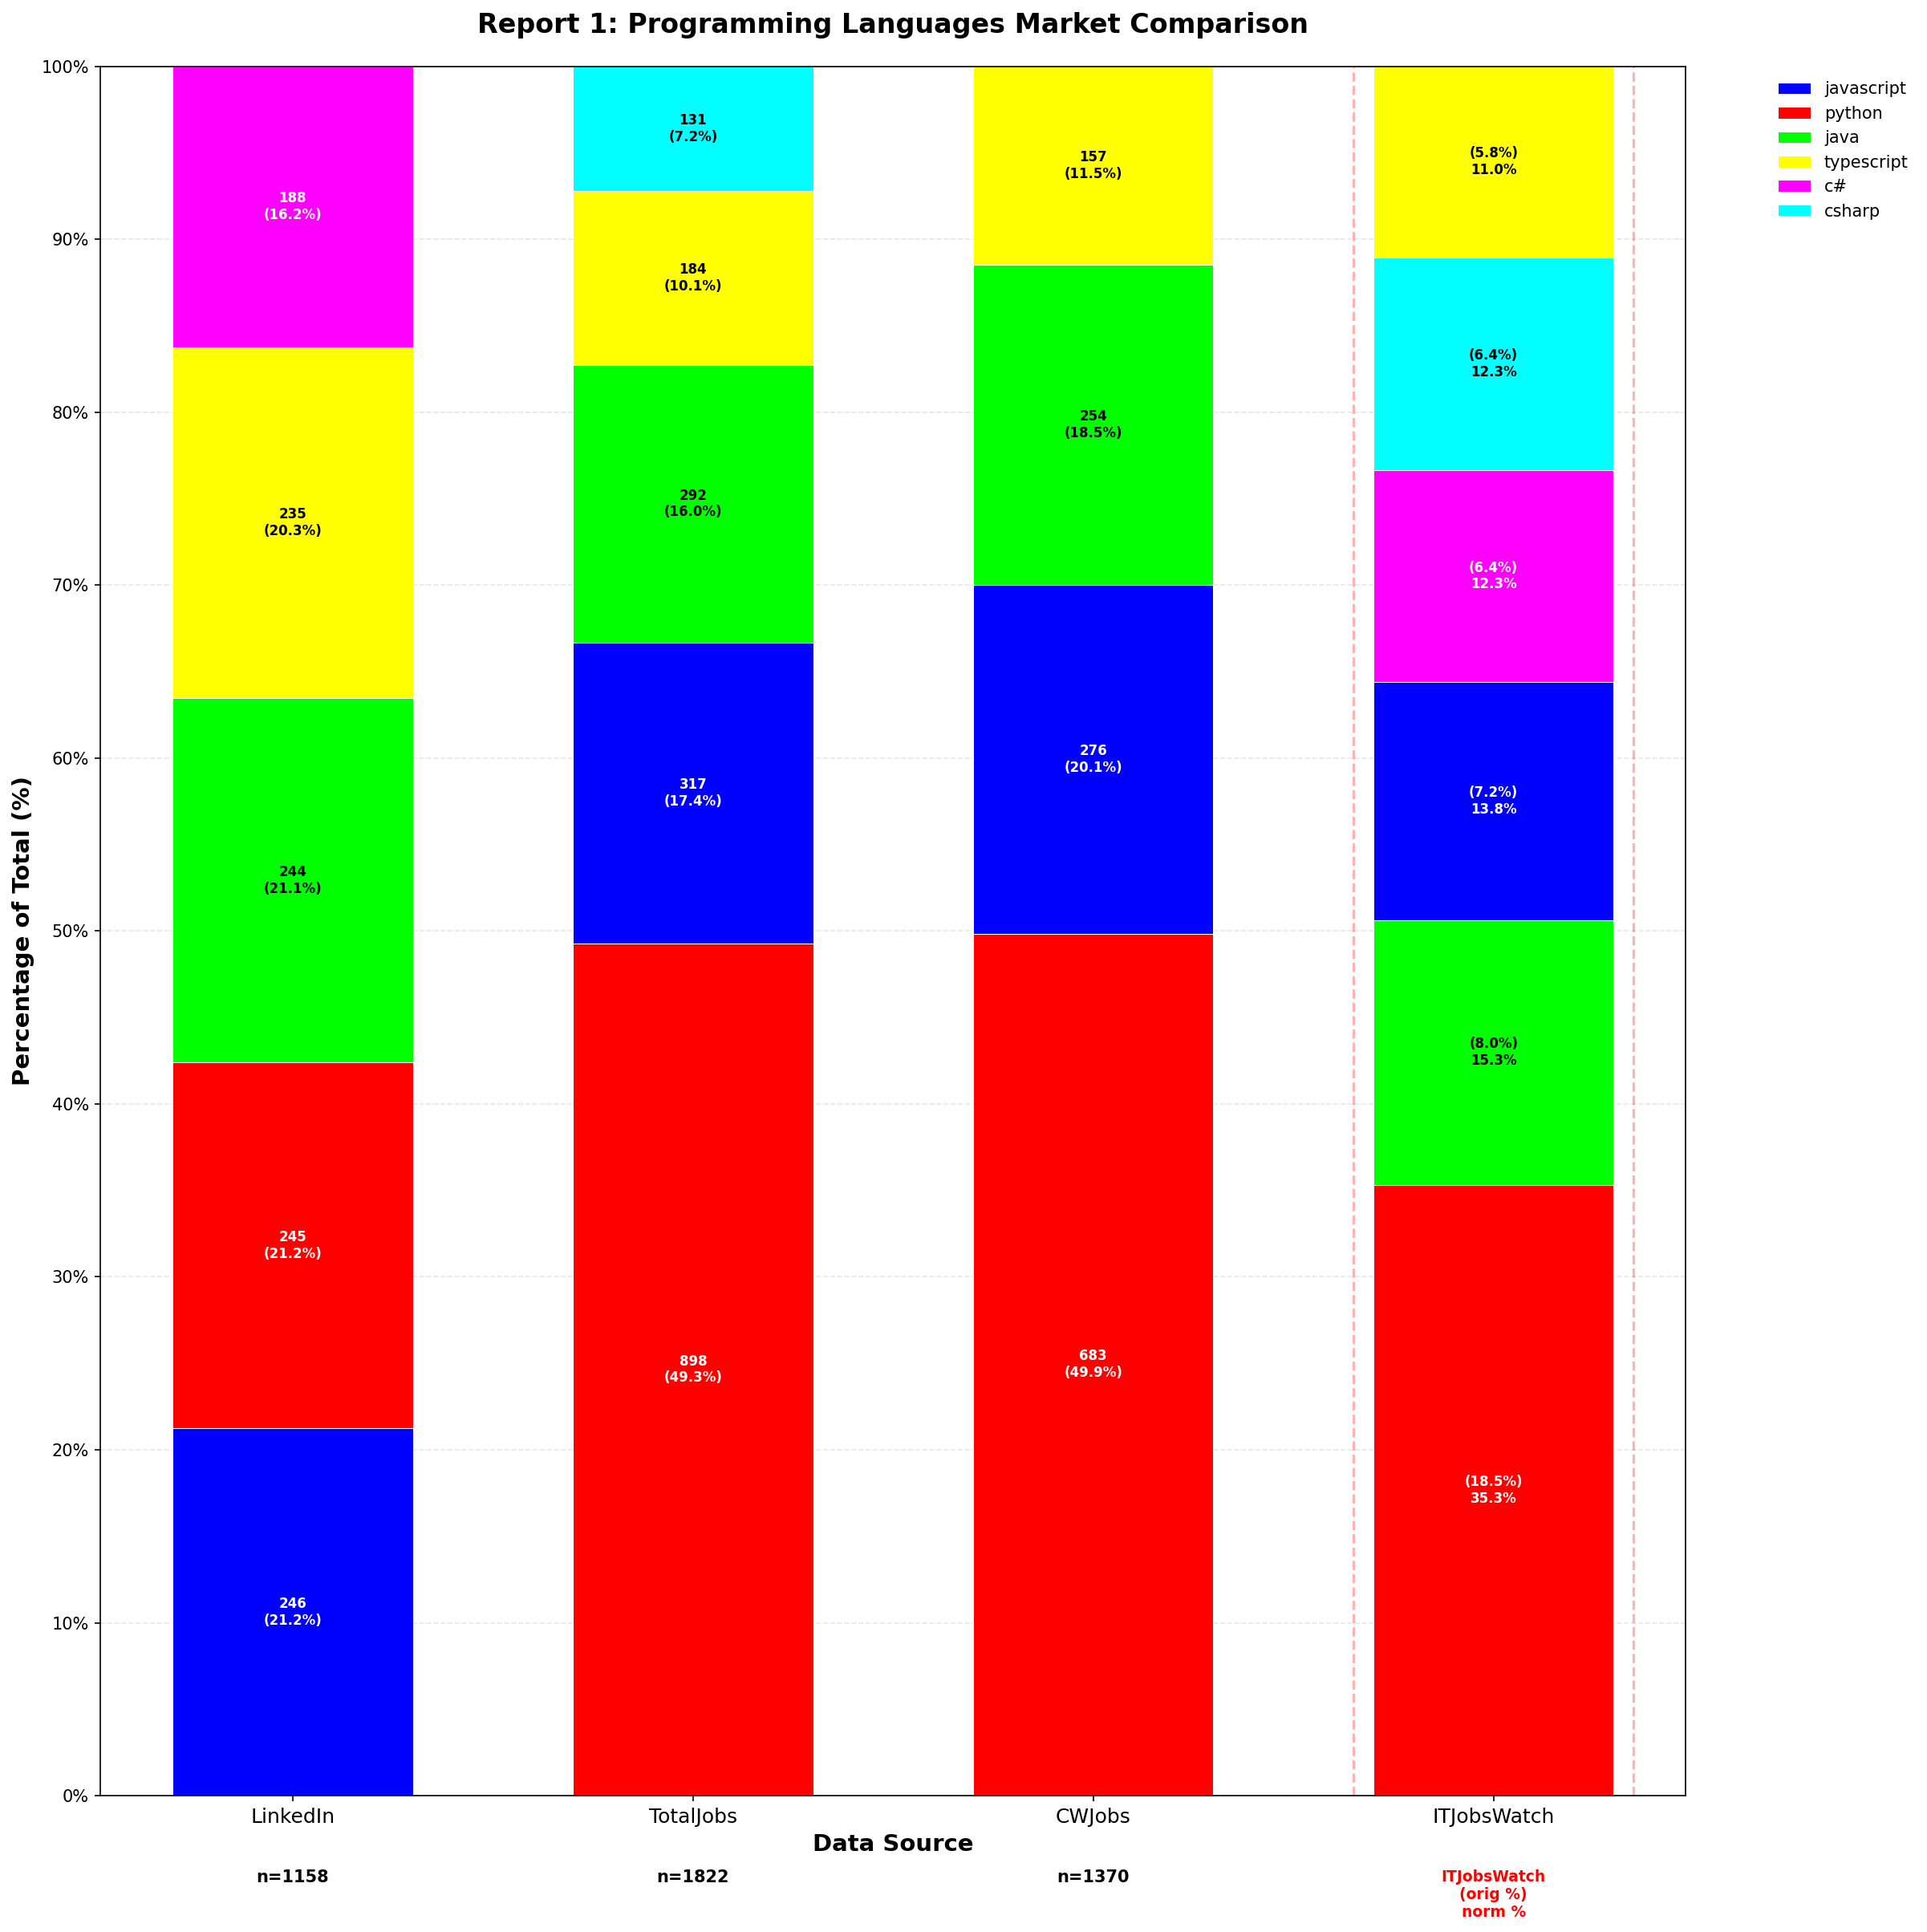 Report 1: Programming Languages Market Comparison
100%
90%
80%
70%
60%
50%
40%
30%
20%
10%
0%
Percentage of Total (%)
188
(16.2%)
235
(20.3%)
244
(21.1%)
245
(21.2%)
246
(21.2%)
131
(7.2%)
184
(10.1%)
292
(16.0%)
317
(17.4%)
898
(49.3%)
157
(11.5%)
254
(18.5%)
276
(20.1%)
683
(49.9%)
(5.8%)
11.0%
(6.4%)
12.3%
(6.4%)
12.3%
(7.2%)
13.8%
(8.0%)
15.3%
(18.5%)
35.3%
javascript
python
java
typescript
c#
csharp
LinkedIn
TotalJobs
CWJobs
ITJobsWatch
Data Source
n=1158
n=1822
n=1370
ITJobsWatch
(orig %)
norm %